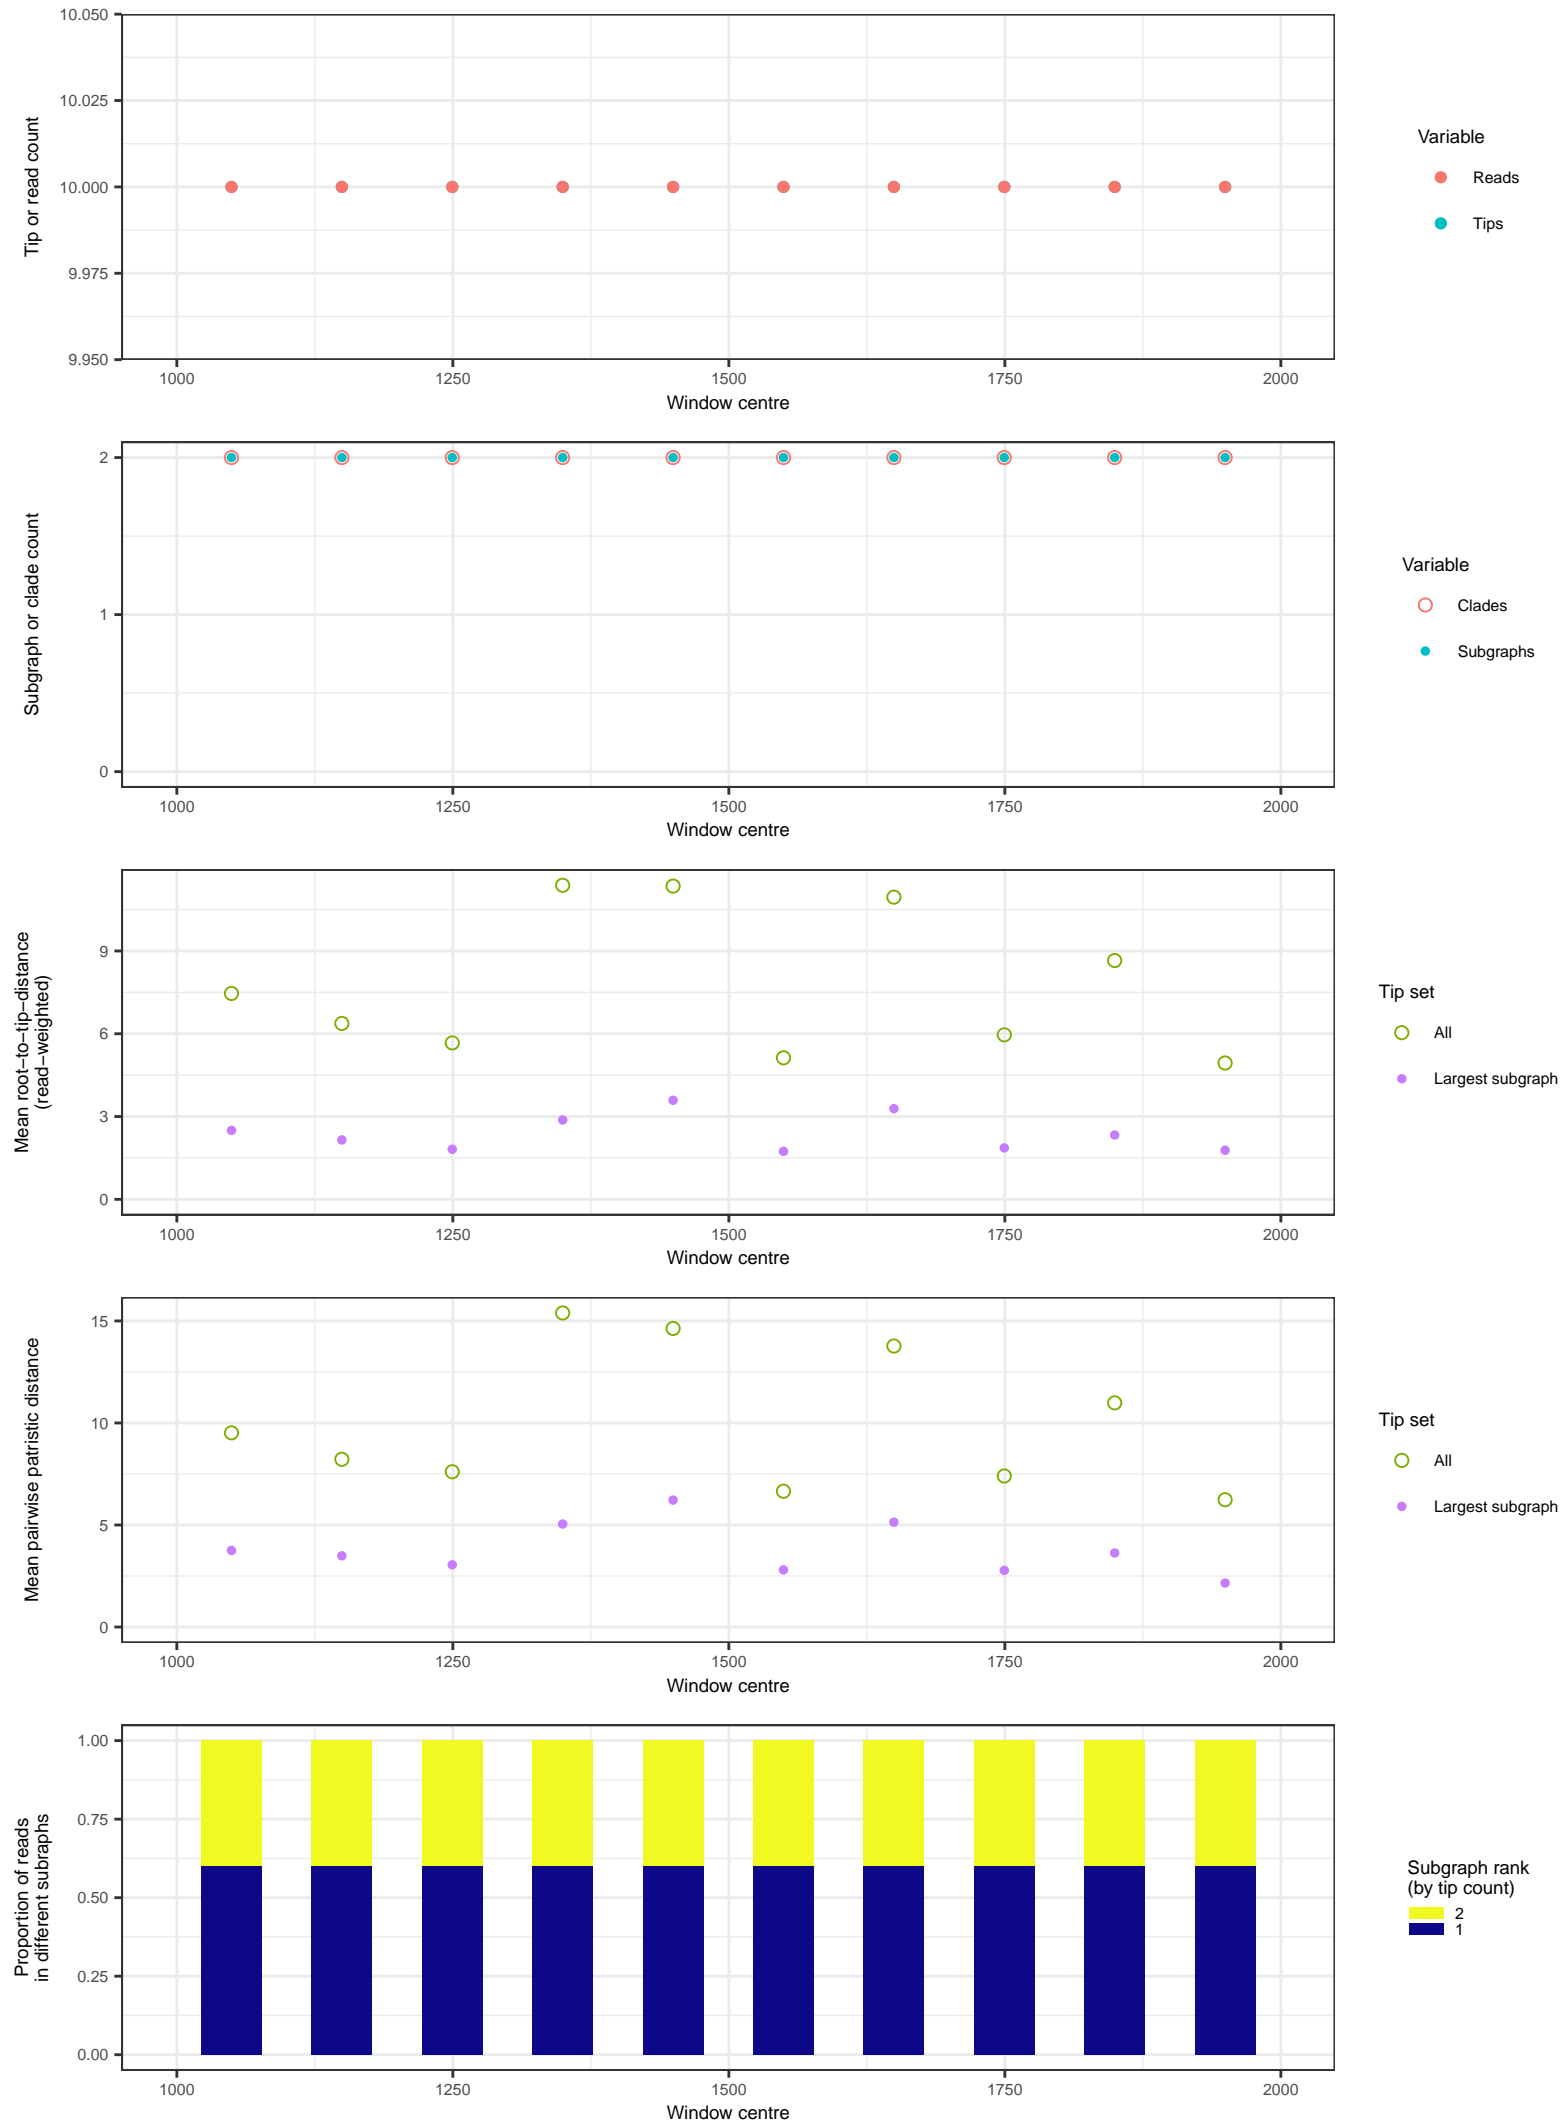 10.050
10.025
10.000
9.975
9.950
Tip or read count
1000 1250 1500 1750 2000
Window centre
Variable
Reads
Tips
2
1
0
Subgraph or clade count
1000 1250 1500 1750 2000
Window centre
Variable
Clades
Subgraphs
9
6
3
0
Mean root−to−tip−distance
(read−weighted)
1000 1250 1500 1750 2000
Window centre
Tip set
All
Largest subgraph
15
10
5
0
Mean pairwise patristic distance
1000 1250 1500 1750 2000
Window centre
Tip set
All
Largest subgraph
1.00
0.75
0.50
0.25
0.00
Proportion of reads
in different subraphs
1000 1250 1500 1750 2000
Window centre
Subgraph rank
(by tip count)
2
1